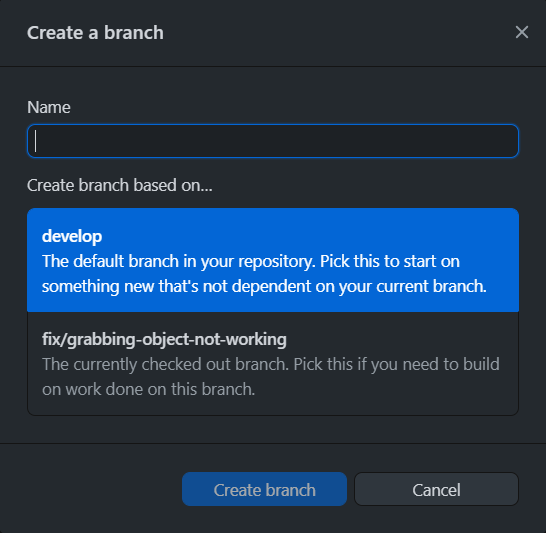 Create a branch
Name
Create branch based on...
develop
The default branch in your repository. Pick this to start on
something new that's not dependent on your current branch.
fix/grabbing-object-not-working
The currently checked out branch. Pick this if you need to build
on work done on this branch.
Create branch
Cancel